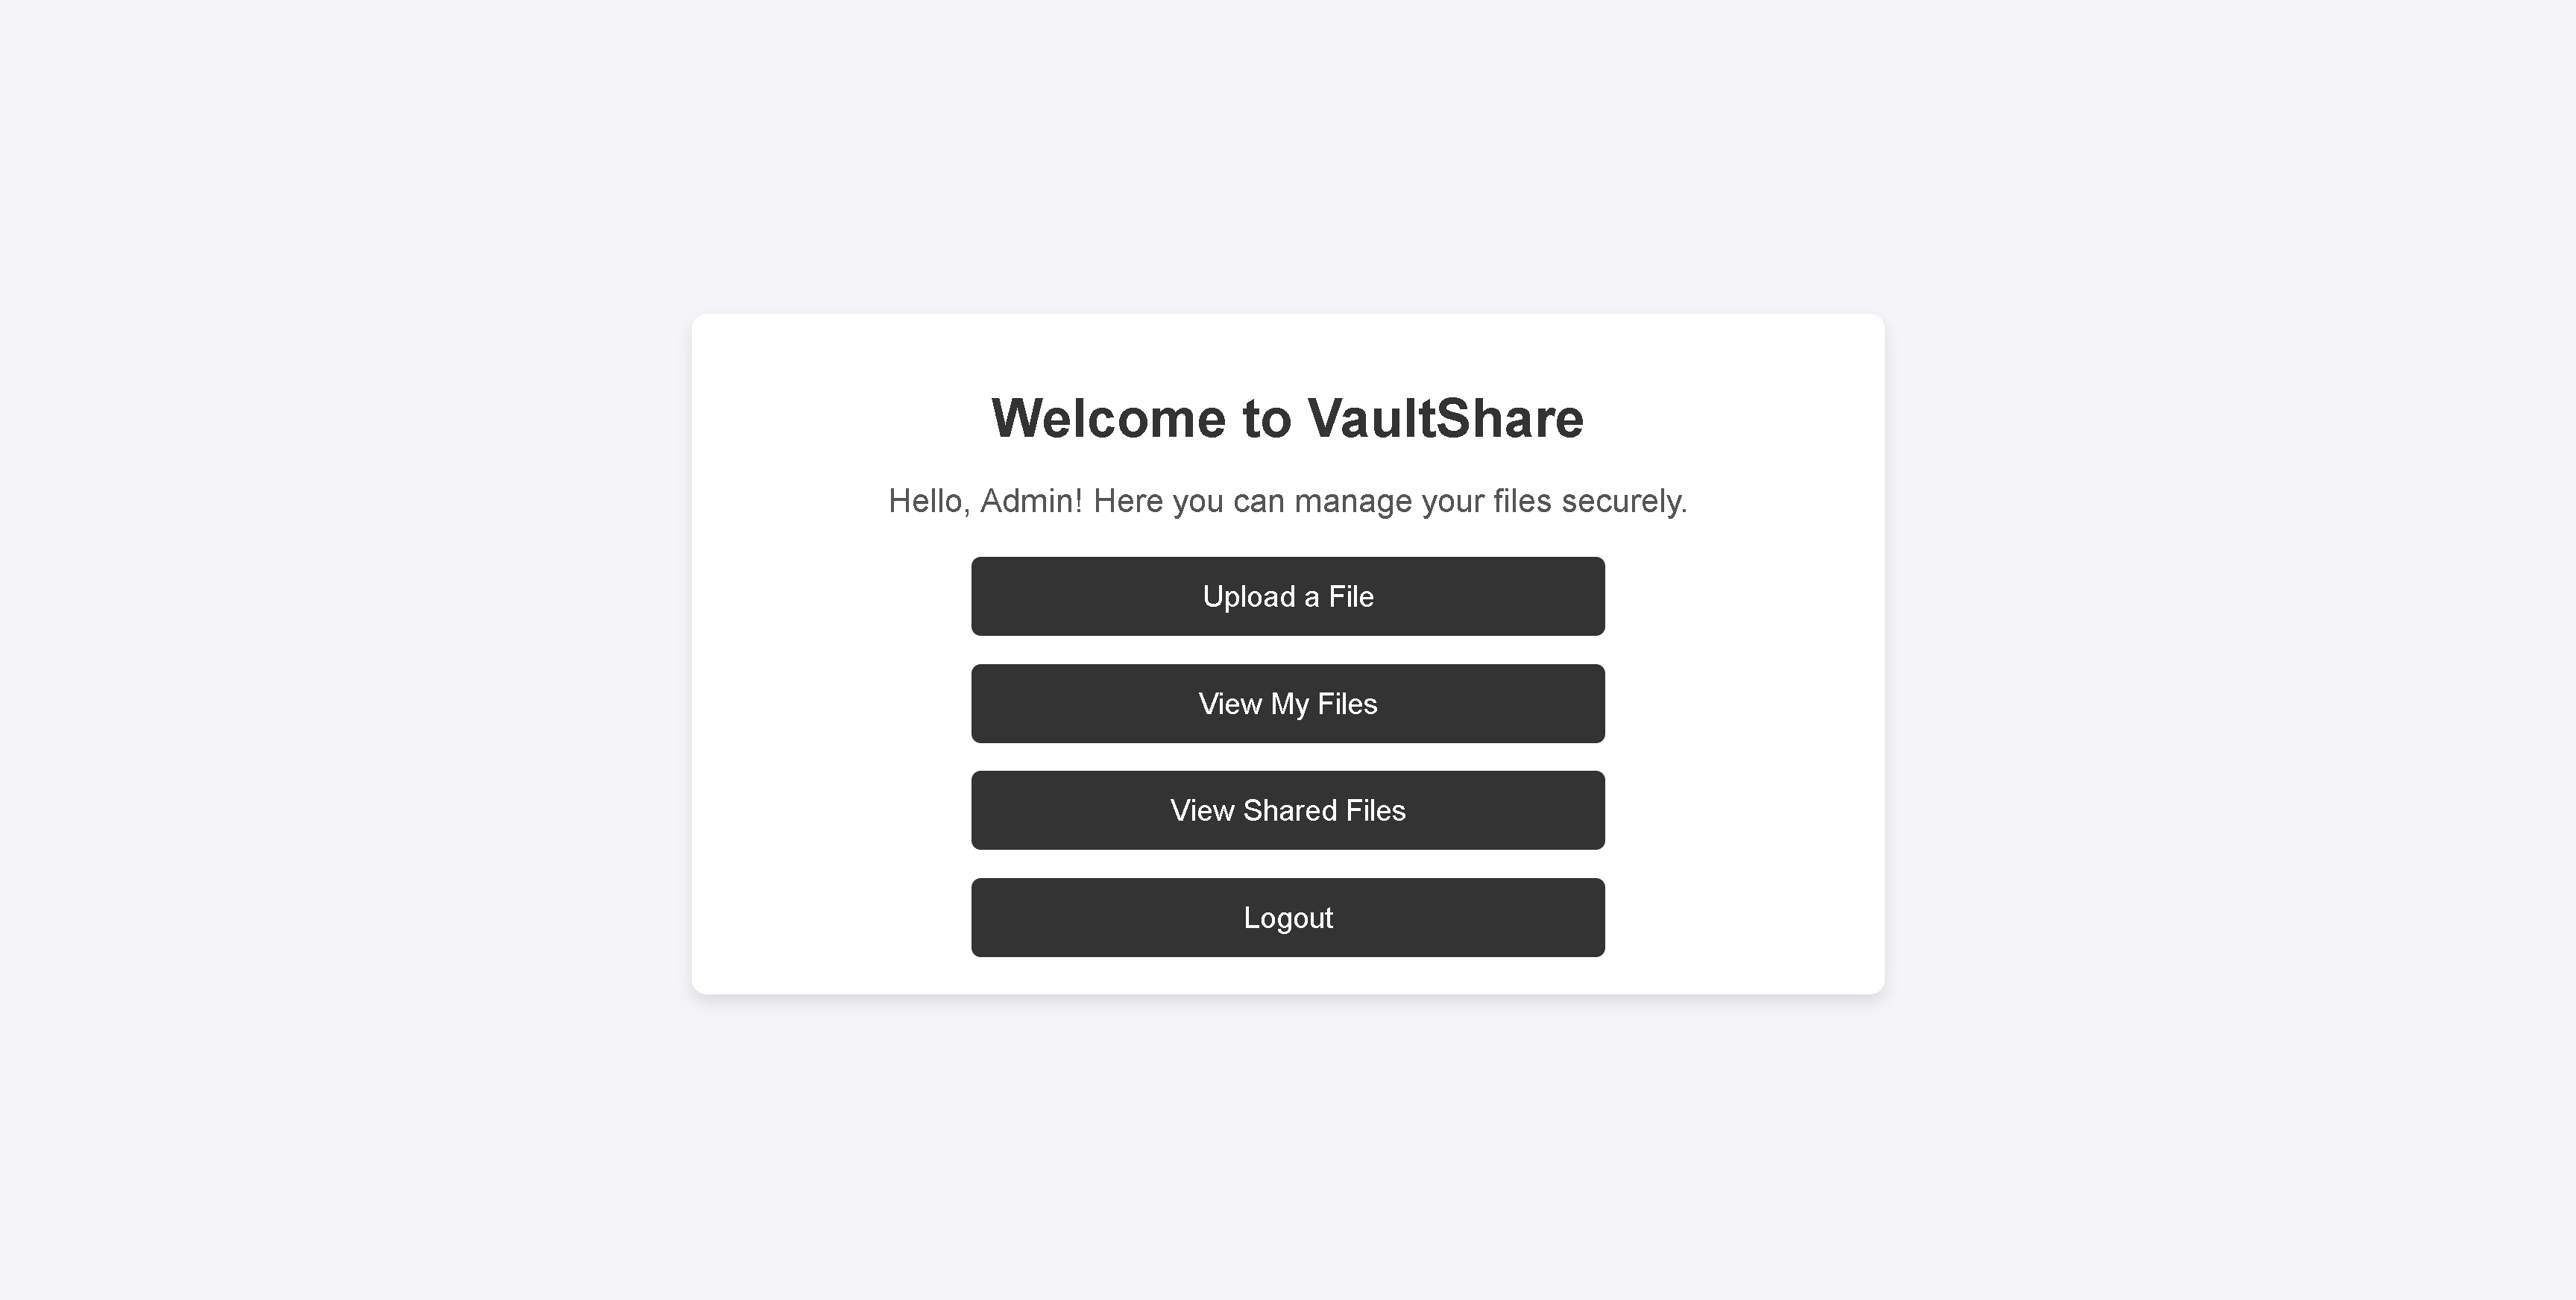 Welcome to VaultShare
Hello, Admin! Here you can manage your files securely.
Upload a File
View My Files
View Shared Files
Logout